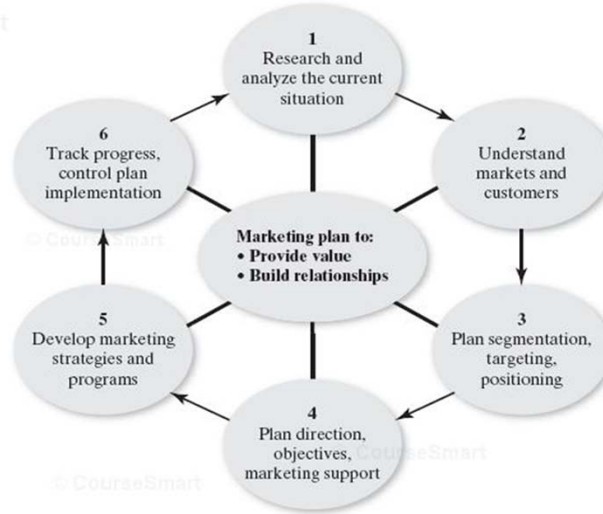 1
Research and
analyze the current
situation
2
Understand
markets and
customers
3
Plan segmentation,
targeting,
positioning
4
Plan direction,
objectives,
marketing support
5
Develop marketing
strategies and
programs
6
Track progress,
control plan
implementation
Marketing plan to:
• Provide value
• Build relationships
© CourseSmart
© CourseSmart